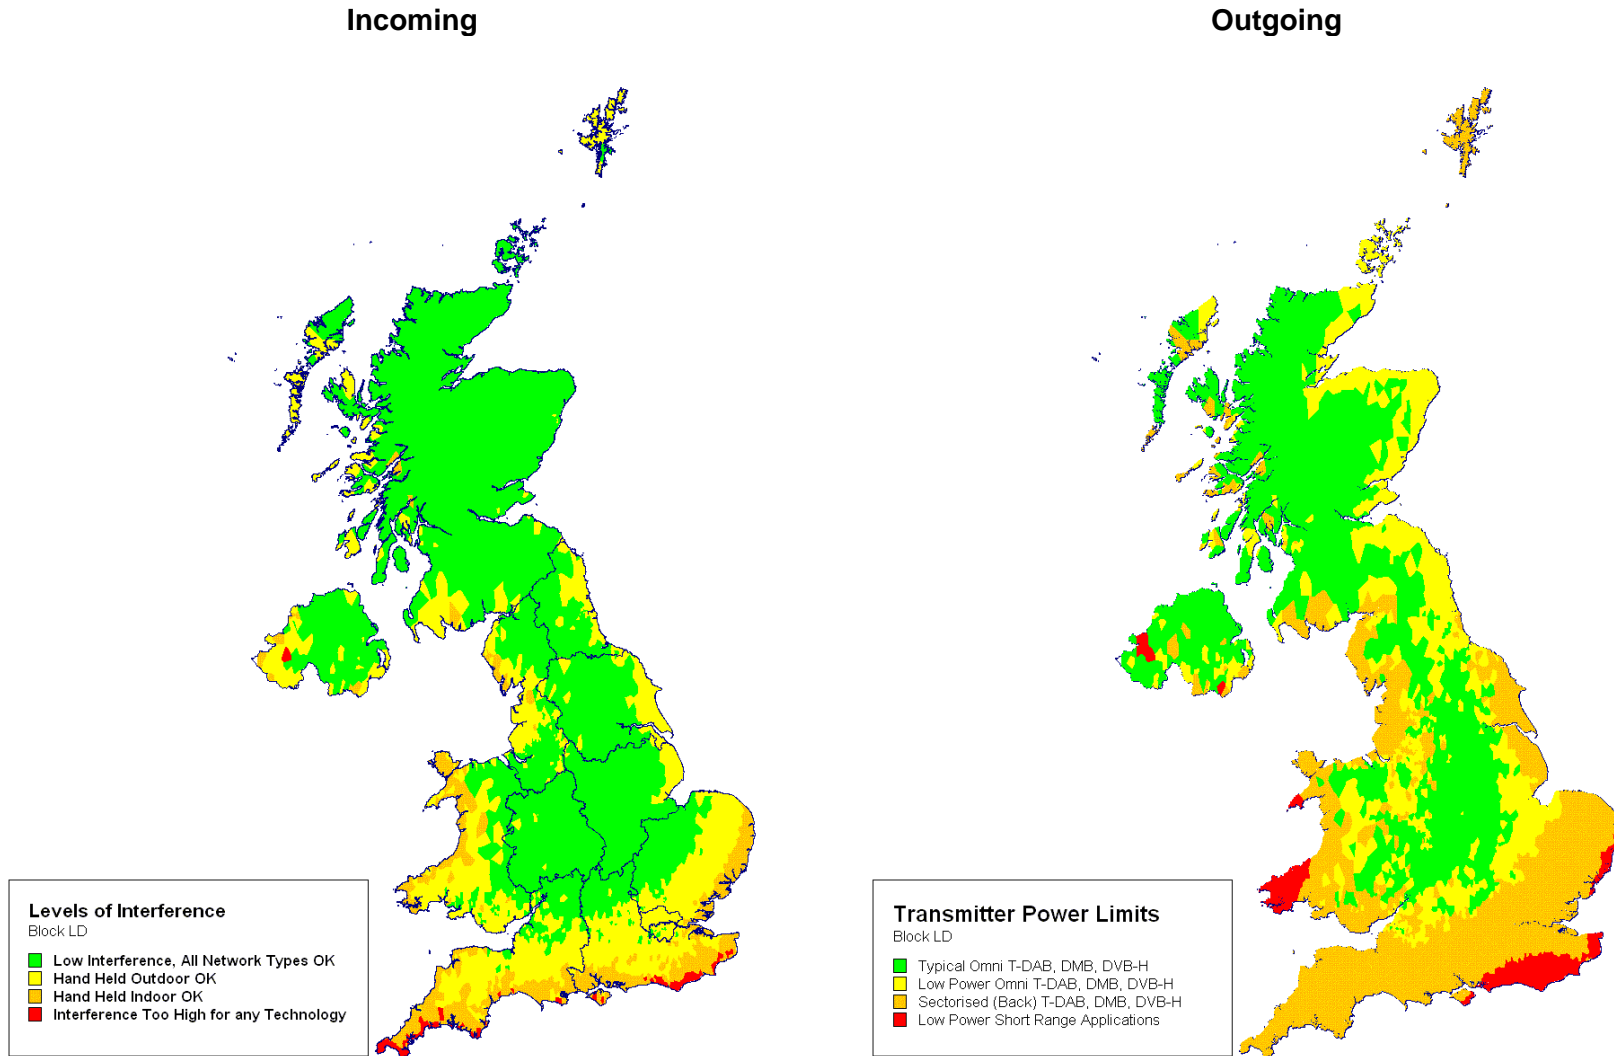 Incoming
Outgoing
Levels of Interference
Block LD
Low Interference, All Network Types OK
Hand Held Outdoor OK
Hand Held Indoor OK
Interference Too High for any Technology
Transmitter Power Limits
Block LD
Typical Omni T-DAB, DMB, DVB-H
Low Power Omni T-DAB, DMB, DVB-H
Sectorised (Back) T-DAB, DMB, DVB-H
Low Power Short Range Applications